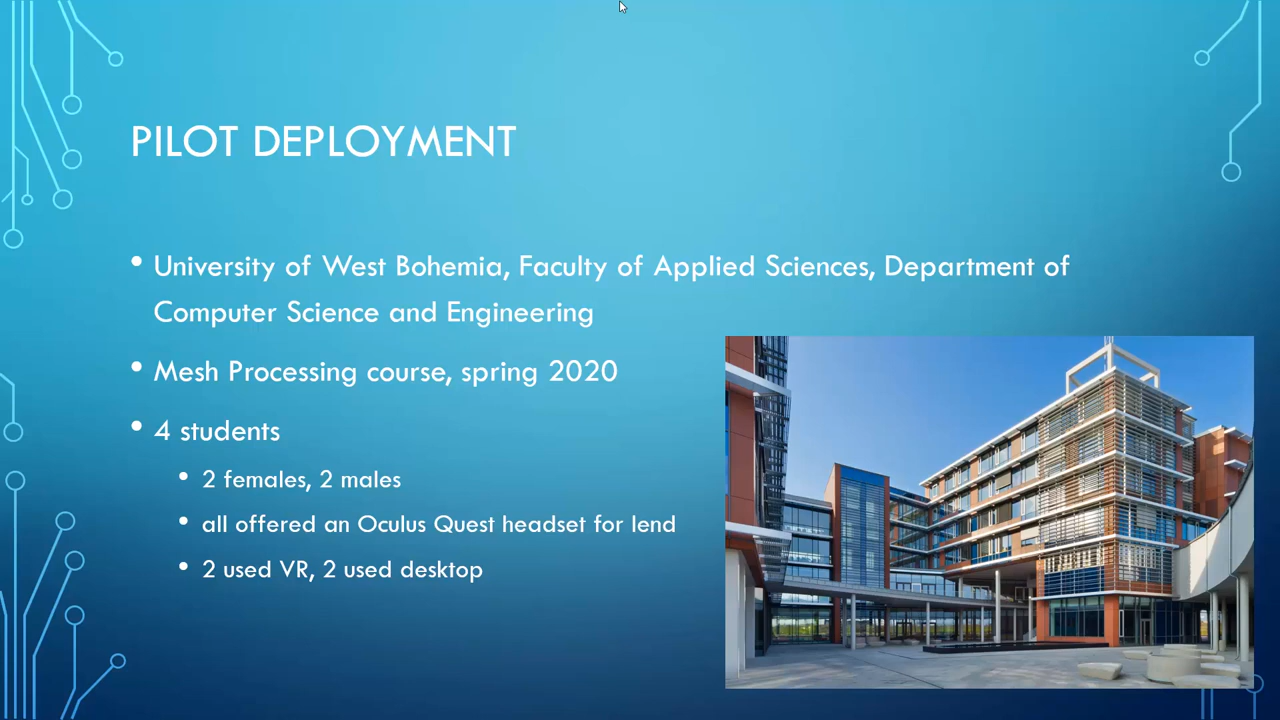 PILOT DEPLOYMENT
• University of West Bohemia, Faculty of Applied Sciences, Department of
Computer Science and Engineering
• Mesh Processing course, spring 2020
• 4 students
• 2 females, 2 males
• all offered an Oculus Quest headset for lend
• 2 used VR, 2 used desktop